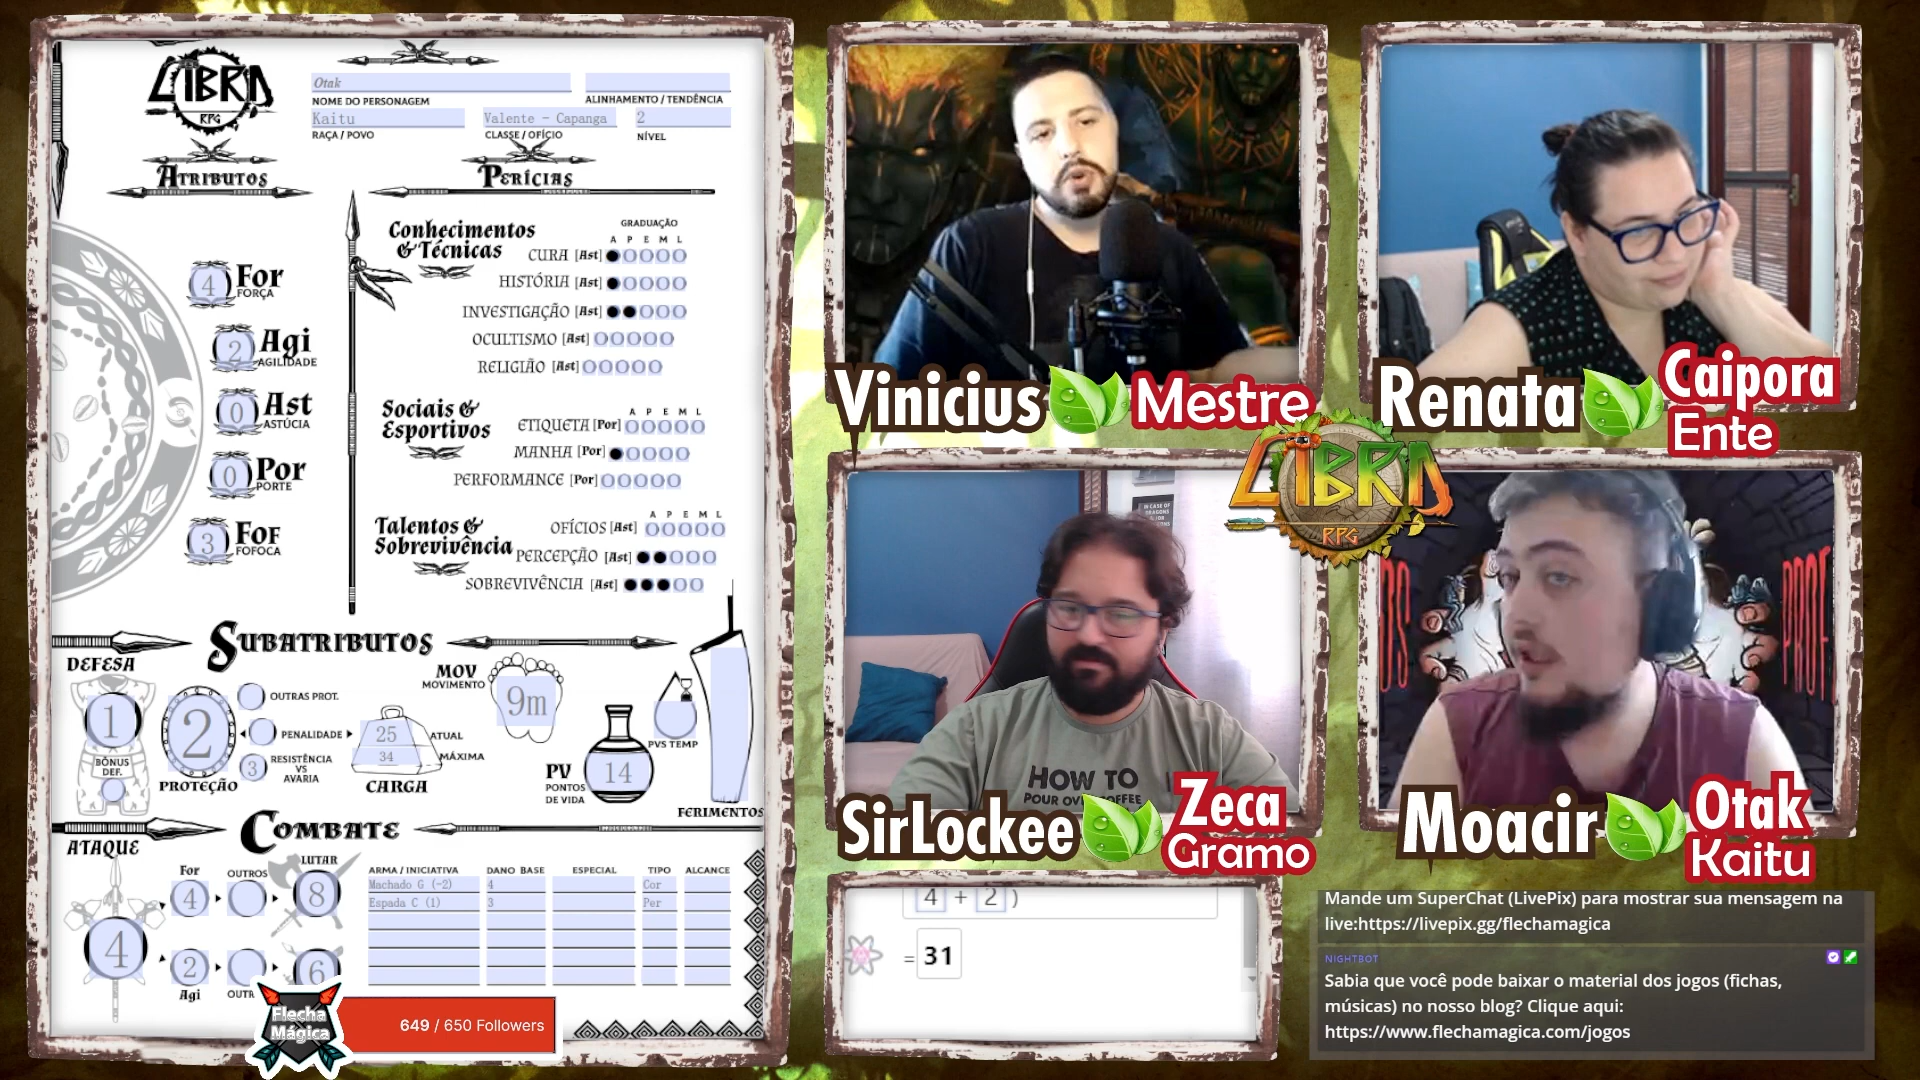 LIBRA
RPG
Otak
NOME DO PERSONAGEM
ALINHAMENTO / TENDÊNCIA
Kaitu
Valente - Capanga
2
RAÇA / POVO
CLASSE / OFÍCIO
NÍVEL
ATRIBUTOS
PERÍCIAS
4 For
FORÇA
2 Agi
AGILIDADE
0 Ast
ASTÚCIA
0 Por
PORTE
3 Fof
FOFOCA
Conhecimentos
& Técnicas
GRADUAÇÃO
A P E M L
CURA [Ast]
HISTÓRIA [Ast]
INVESTIGAÇÃO [Ast]
OCULTISMO [Ast]
RELIGIÃO [Ast]
Sociais &
Esportivos
A P E M L
ETIQUETA [Por]
MANHA [Por]
PERFORMANCE [Por]
Talentos &
Sobrevivência
A P E M L
OFÍCIOS [Ast]
PERCEPÇÃO [Ast]
SOBREVIVÊNCIA [Ast]
SUBATRIBUTOS
DEFESA
1
BÔNUS
DEF.
2
PROTEÇÃO
OUTRAS PROT.
PENALIDADE
3
RESISTÊNCIA
VS
AVARIA
25
ATUAL
34
MÁXIMA
CARGA
MOV
MOVIMENTO
9m
PV
PONTOS
DE VIDA
14
PVS TEMP
FERIMENTOS
COMBATE
ATAQUE
4
For
4
OUTROS
LUTAR
8
2
Agi
OUTR
6
ARMA / INICIATIVA
DANO BASE
ESPECIAL
TIPO
ALCANCE
Machado G (-2)
4
Cor
Espada C (1)
3
Per
Flecha
Mágica
649 / 650 Followers
Vinicius
Mestre
Renata
Caipora
Ente
LIBRA
RPG
IN CASE OF
DRAGONS
HOW TO
POUR OVER COFFEE
SirLockee
Zeca
Gramo
PROF
Moacir
Otak
Kaitu
4 + 2 )
= 31
Mande um SuperChat (LivePix) para mostrar sua mensagem na
live:https://livepix.gg/flechamagica
NIGHTBOT
Sabia que você pode baixar o material dos jogos (fichas,
músicas) no nosso blog? Clique aqui:
https://www.flechamagica.com/jogos